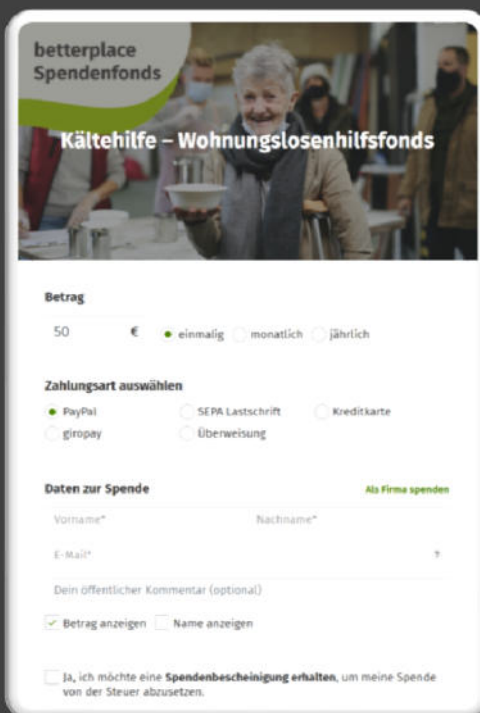 betterplace
Spendenfonds
Kältehilfe – Wohnungslosenhilfsfonds
Betrag
50 € einmalig monatlich jährlich
Zahlungsart auswählen
PayPal SEPA Lastschrift Kreditkarte
giropay Überweisung
Daten zur Spende Als Firma spenden
Vorname* Nachname*
E-Mail* ?
Dein öffentlicher Kommentar (optional)
Betrag anzeigen Name anzeigen
Ja, ich möchte eine Spendenbescheinigung erhalten, um meine Spende
von der Steuer abzusetzen.